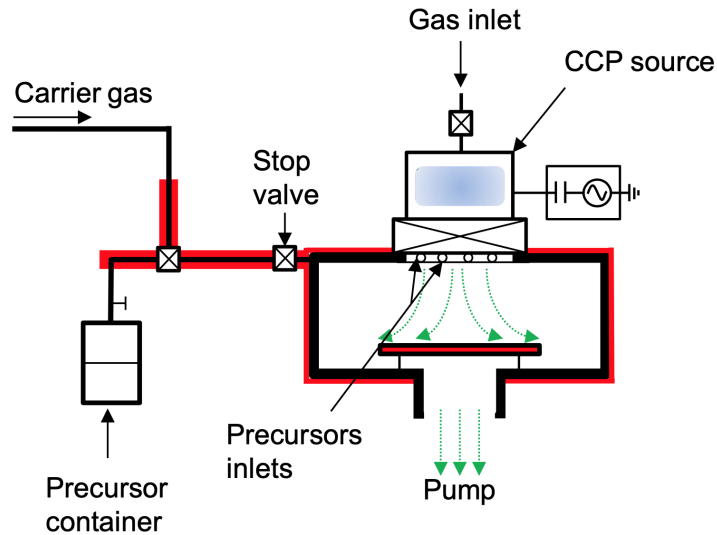 Gas inlet
CCP source
Carrier gas
Stop
valve
Precursors
inlets
Pump
Precursor
container